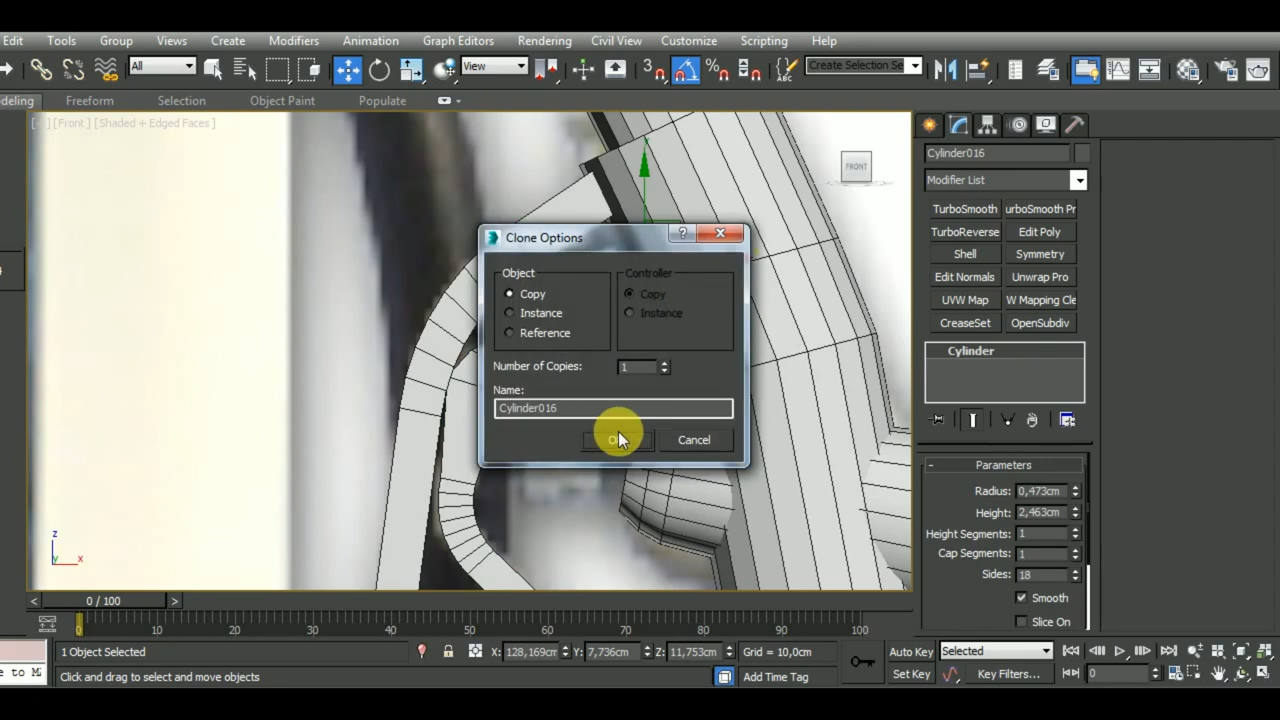 Edit Tools Group Views Create Modifiers Animation Graph Editors Rendering Civil View Customize Scripting Help
All View 3 ABC Create Selection Se
deling Freeform Selection Object Paint Populate
[Front] [Shaded + Edged Faces]
FRONT
Cylinder016
Modifier List
TurboSmooth urboSmooth Pr
TurboReverse Edit Poly
Shell Symmetry
Edit Normals Unwrap Pro
UVW Map W Mapping Cle
CreaseSet OpenSubdiv
Cylinder
Clone Options
Object Controller
Copy Copy
Instance Instance
Reference
Number of Copies: 1
Name:
Cylinder016
Cancel
- Parameters
Radius: 0,473cm
Height: 2,463cm
Height Segments: 1
Cap Segments: 1
Sides: 18
Smooth
Slice On
z
y x
< 0 / 100 >
0 10 20 30 40 50 60 70 80 90 100
1 Object Selected X: 128,169cm Y: 7,736cm Z: 11,753cm Grid = 10,0cm Auto Key Selected
e to Mi Click and drag to select and move objects Add Time Tag Set Key Key Filters... 0